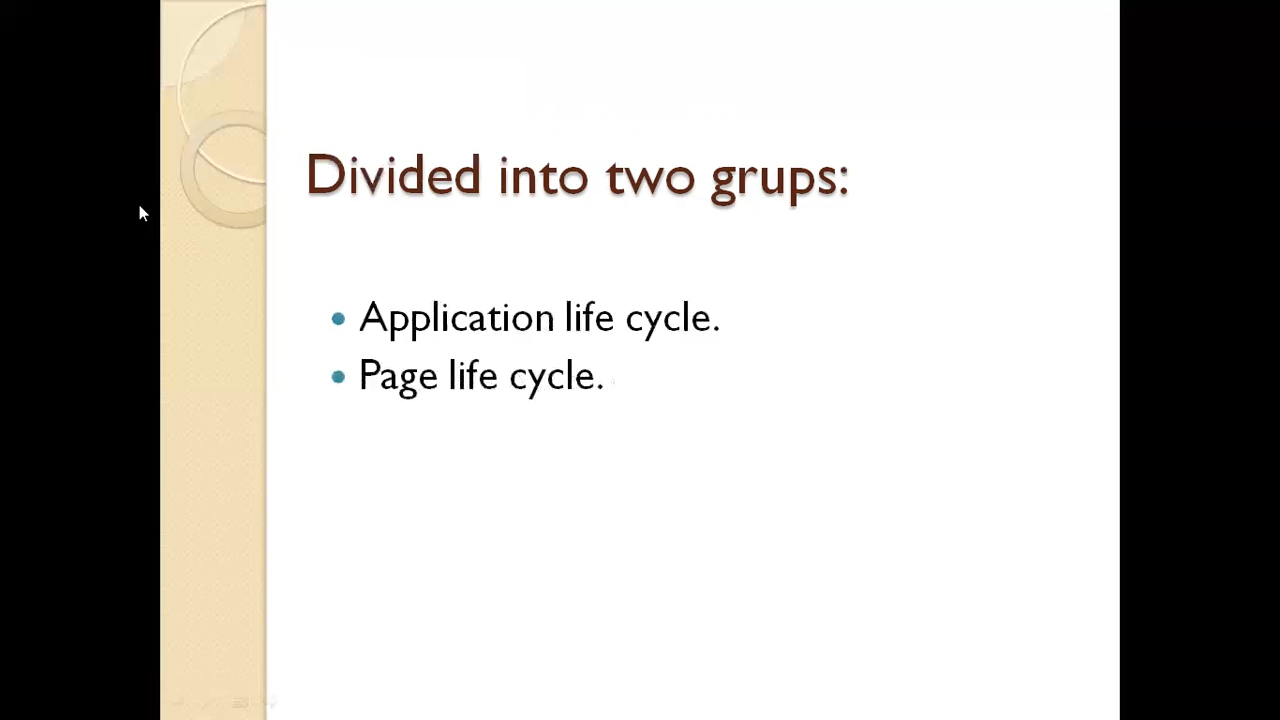 Divided into two grups:
• Application life cycle.
• Page life cycle.